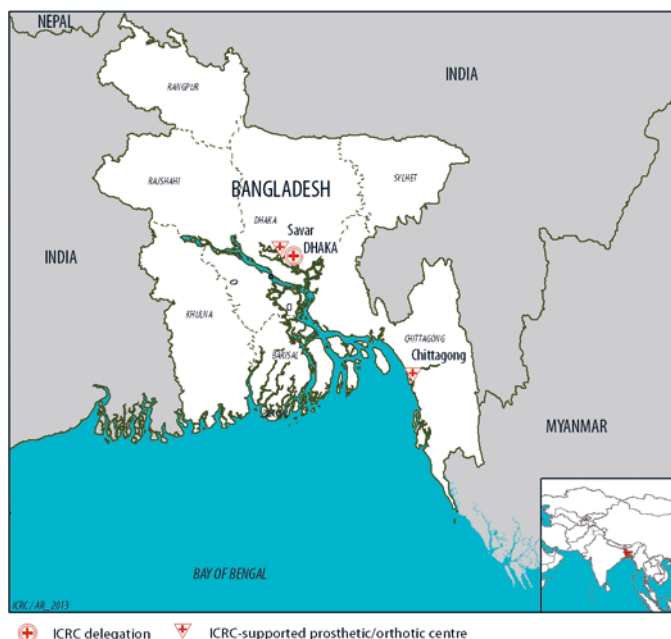 NEPAL
INDIA
RANGPUR
RAJSHAHI
BANGLADESH
SYLHET
DHAKA
Savar
DHAKA
INDIA
KHULNA
BARISAL
CHITTAGONG
Chittagong
MYANMAR
BAY OF BENGAL
ICRC / AR_2013
ICRC delegation
ICRC-supported prosthetic/orthotic centre